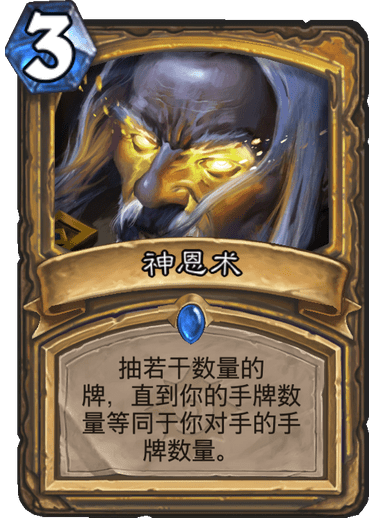 3
神恩术
抽若干数量的
牌，直到你的手牌数
量等同于你对手的手
牌数量。